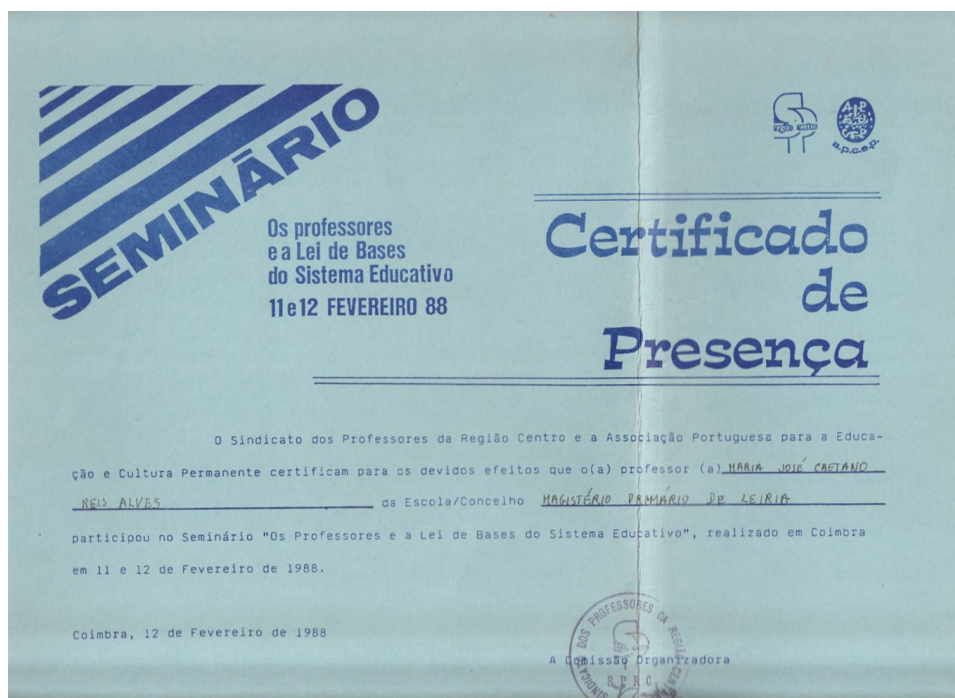 SEMINÁRIO
Os professores
e a Lei de Bases
do Sistema Educativo
11 e 12 FEVEREIRO 88
a.p.c.e.p.
Certificado
de
Presença
O Sindicato dos Professores da Região Centro e a Associação Portuguesa para a Educa-
ção e Cultura Permanente certificam para os devidos efeitos que o(a) professor (a) MARIA JOSÉ CAETANO
REIS ALVES da Escola/Concelho MAGISTÉRIO PRIMÁRIO DE LEIRIA
participou no Seminário "Os Professores e a Lei de Bases do Sistema Educativo", realizado em Coimbra
em 11 e 12 de Fevereiro de 1988.
Coimbra, 12 de Fevereiro de 1988
SINDICATO DOS PROFESSORES DA REGIÃO CENTRO
A Comissão Organizadora
S P R C